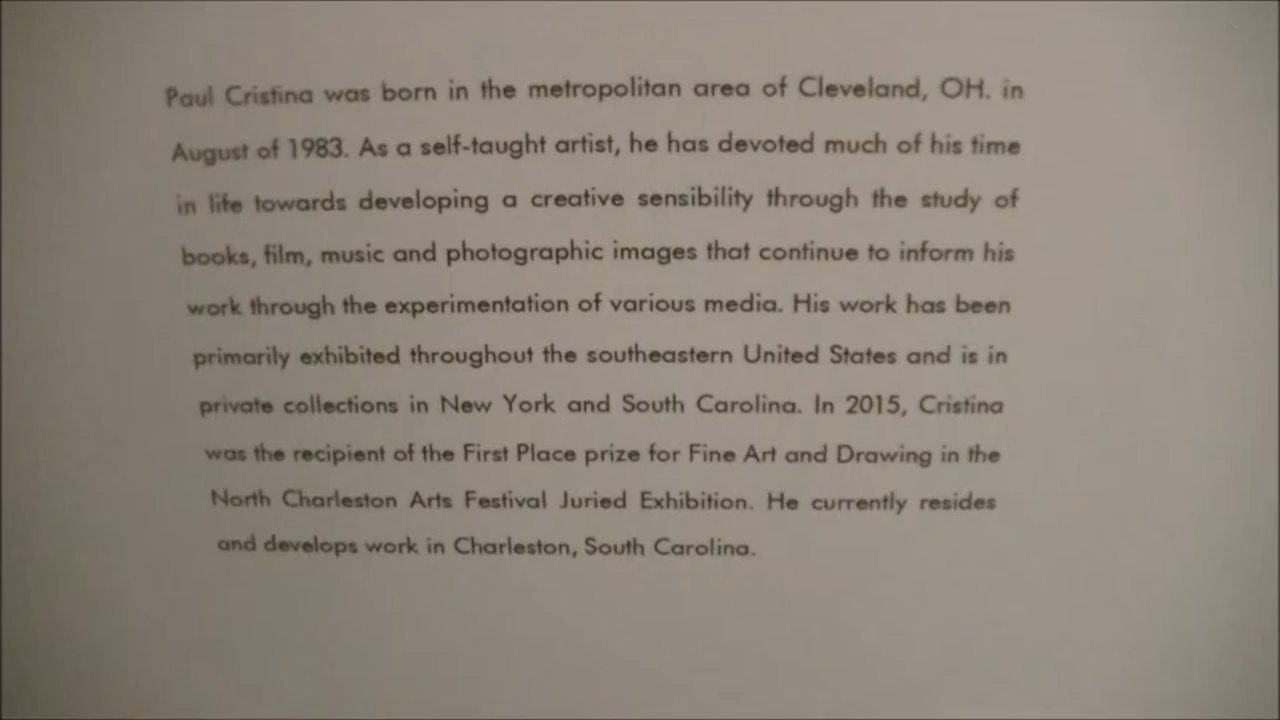 Paul Cristina was born in the metropolitan area of Cleveland, OH. in
August of 1983. As a self-taught artist, he has devoted much of his time
in life towards developing a creative sensibility through the study of
books, film, music and photographic images that continue to inform his
work through the experimentation of various media. His work has been
primarily exhibited throughout the southeastern United States and is in
private collections in New York and South Carolina. In 2015, Cristina
was the recipient of the First Place prize for Fine Art and Drawing in the
North Charleston Arts Festival Juried Exhibition. He currently resides
and develops work in Charleston, South Carolina.